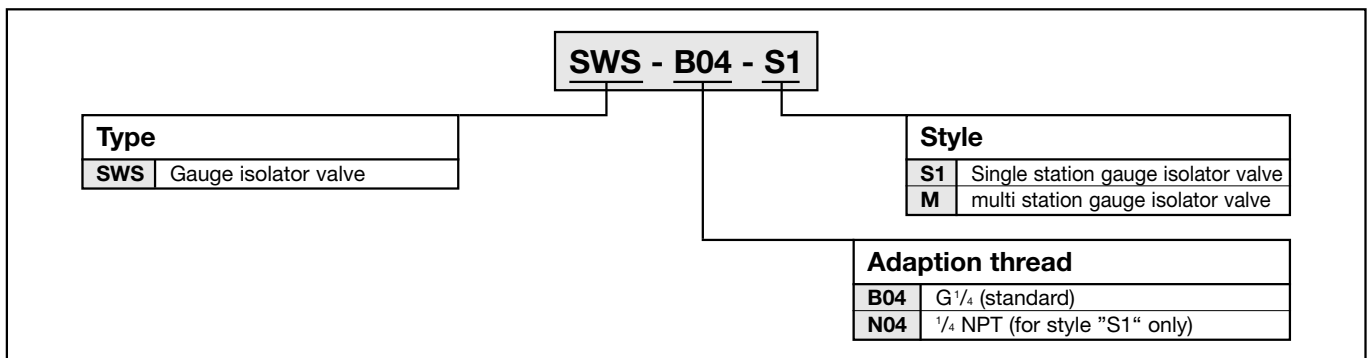 SWS - B04 - S1
Type
SWS Gauge isolator valve
Style
S1 Single station gauge isolator valve
M multi station gauge isolator valve
Adaption thread
B04 G 1/4 (standard)
N04 1/4 NPT (for style ”S1“ only)